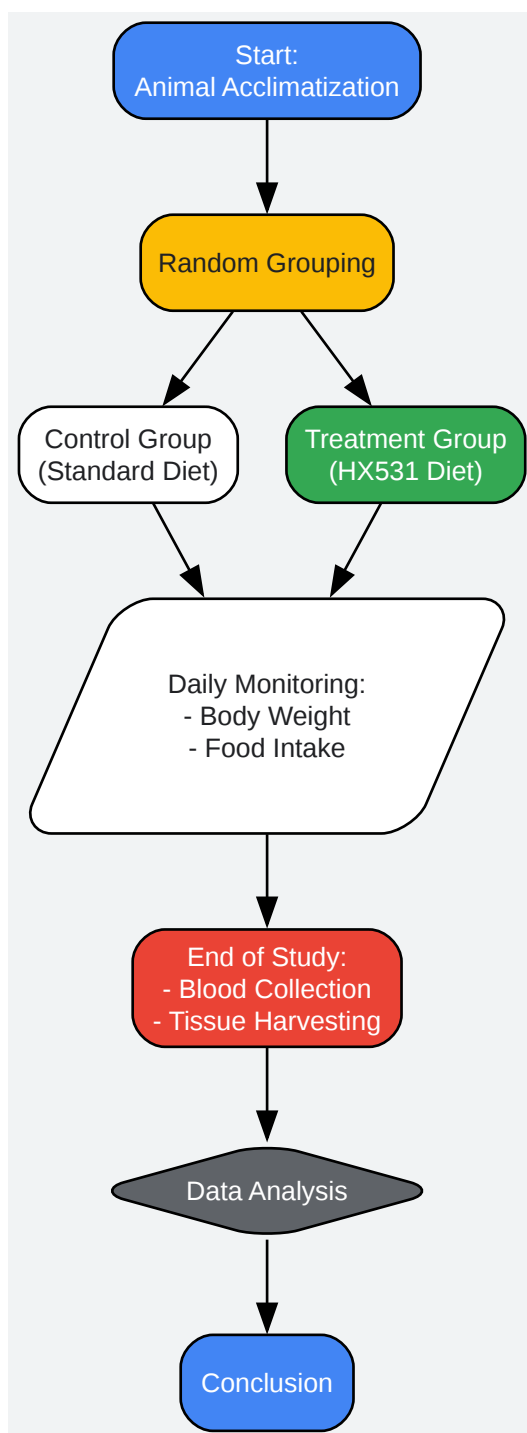 Start:
Animal Acclimatization
Random Grouping
Control Group
(Standard Diet)
Treatment Group
(HX531 Diet)
Daily Monitoring:
- Body Weight
- Food Intake
End of Study:
- Blood Collection
- Tissue Harvesting
Data Analysis
Conclusion